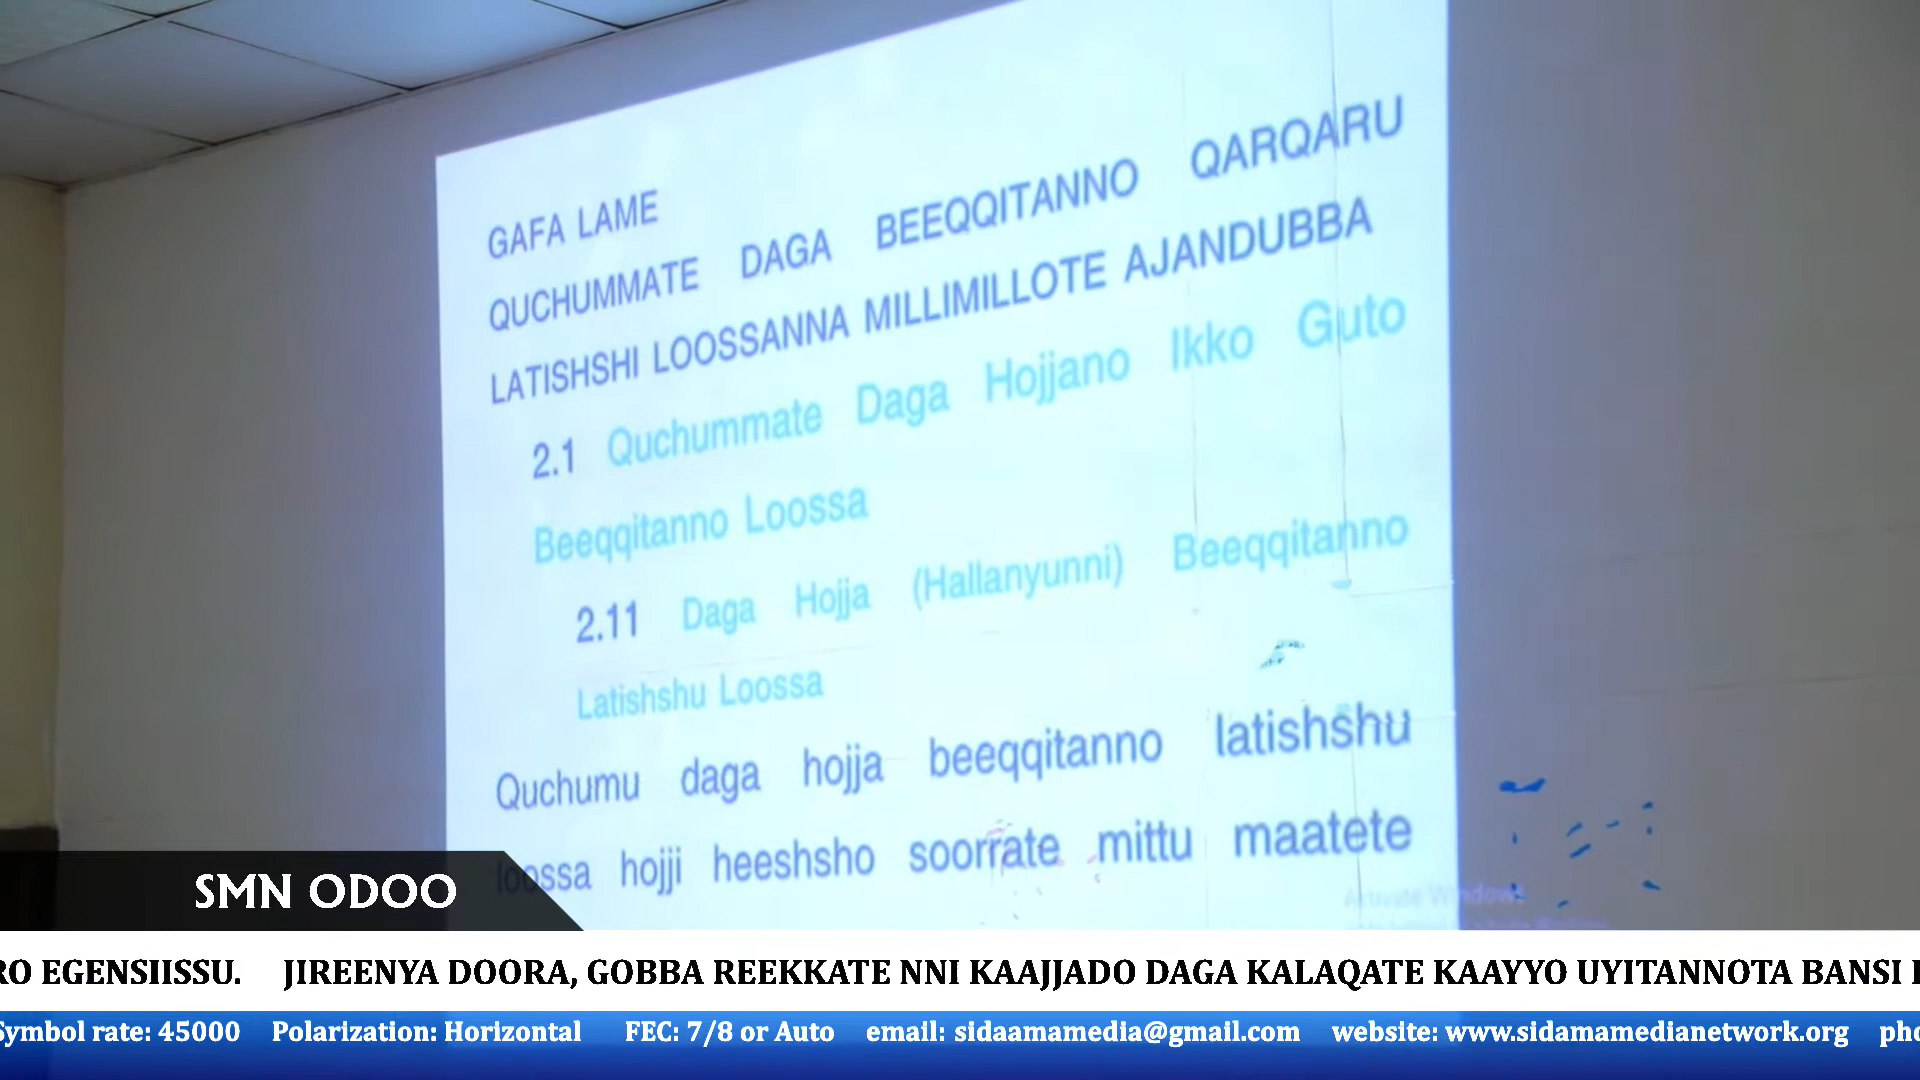 GAFA LAME
QUCHUMMATE DAGA BEEQQITANNO QARQARU
LATISHSHI LOOSSANNA MILLIMILLOTE AJANDUBBA
2.1 Quchummate Daga Hojjano Ikko Guto
Beeqqitanno Loossa
2.11 Daga Hojja (Hallanyunni) Beeqqitanno
Latishshu Loossa
Quchumu daga hojja beeqqitanno latishshu
loossa hojji heeshsho soorrate mittu maatete
Activate Windows
SMN ODOO
RO EGENSIISSU. JIREENYA DOORA, GOBBA REEKKATE NNI KAAJJADO DAGA KALAQATE KAAYYO UYITANNOTA BANSI
Symbol rate: 45000 Polarization: Horizontal FEC: 7/8 or Auto email: sidaamamedia@gmail.com website: www.sidamamedianetwork.org pho